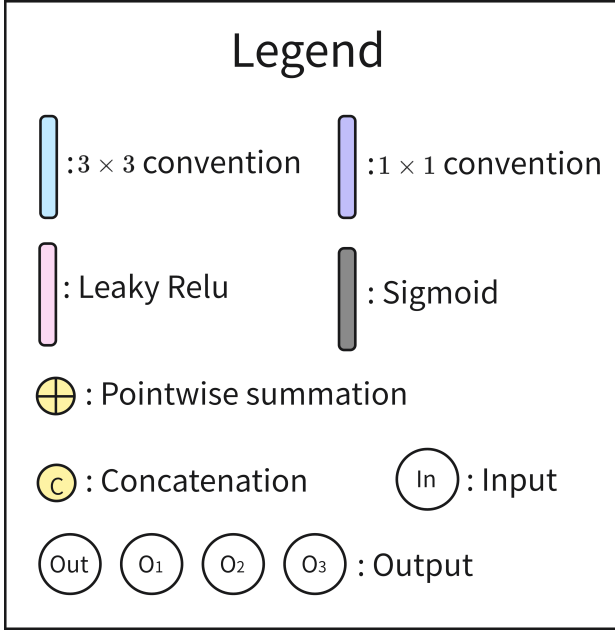 Legend
: 3 × 3 convention
: 1 × 1 convention
: Leaky Relu
: Sigmoid
: Pointwise summation
C : Concatenation
In : Input
Out O₁ O₂ O₃ : Output